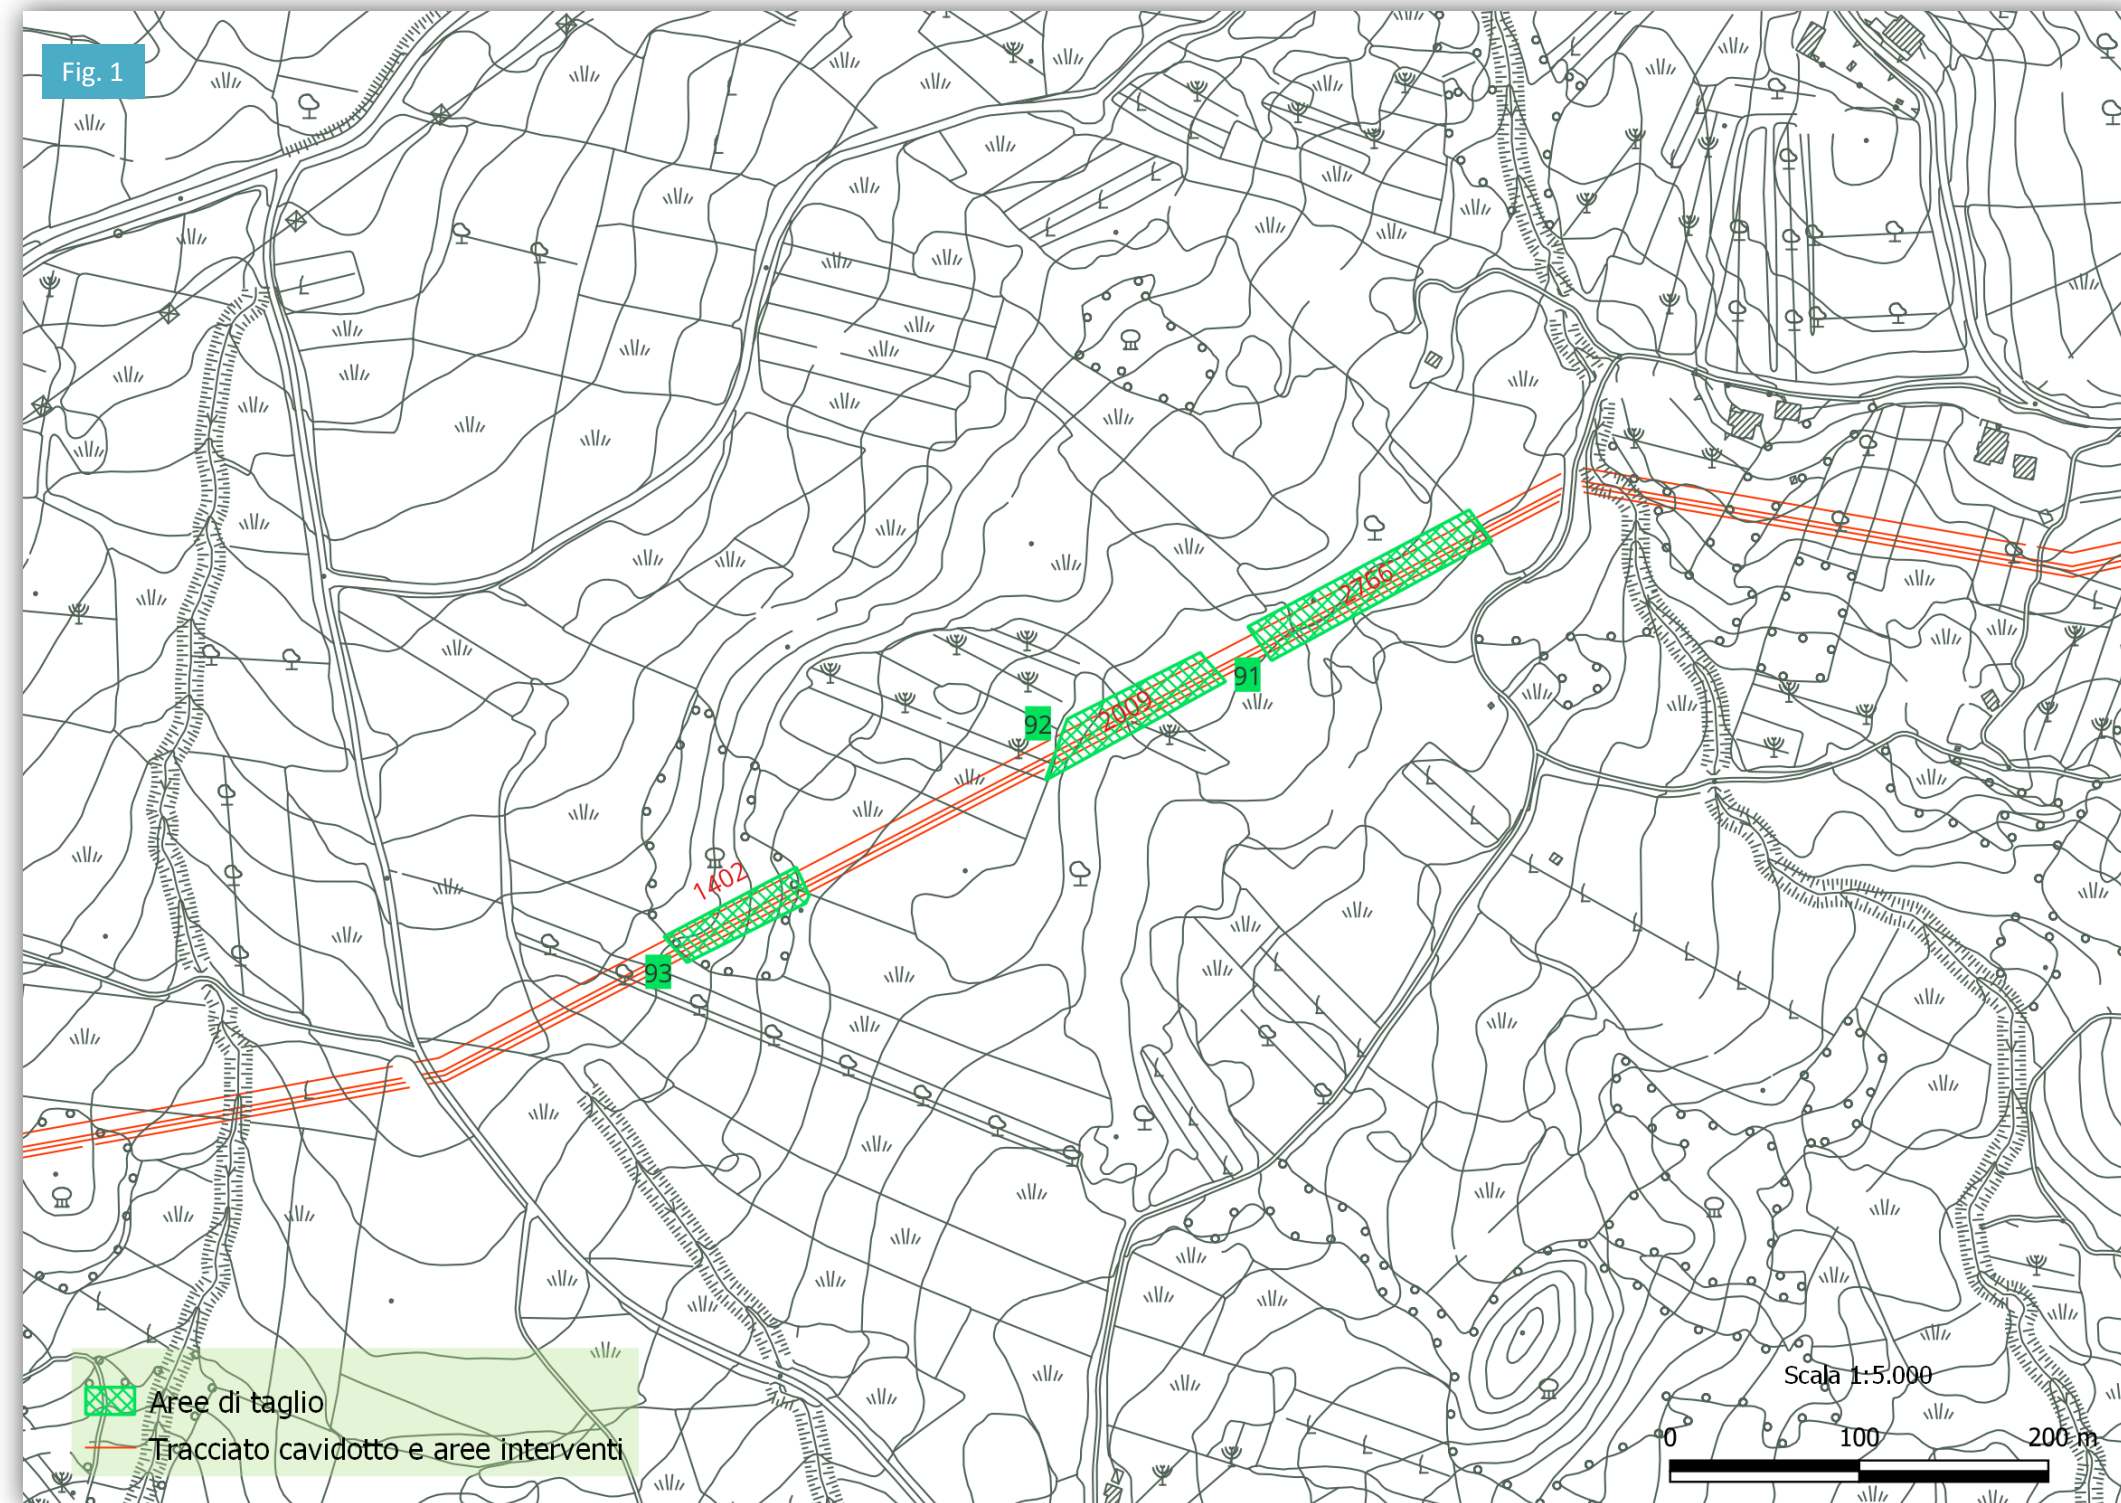 Fig. 1
2766
91
2009
92
1402
93
Aree di taglio
Tracciato cavidotto e aree interventi
Scala 1:5.000
0 100 200 m